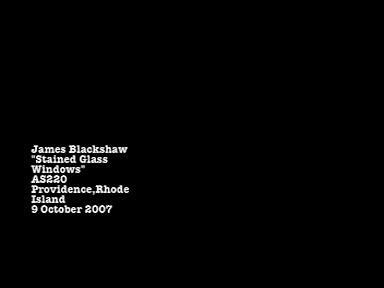 James Blackshaw
"Stained Glass
Windows"
AS220
Providence,Rhode
Island
9 October 2007